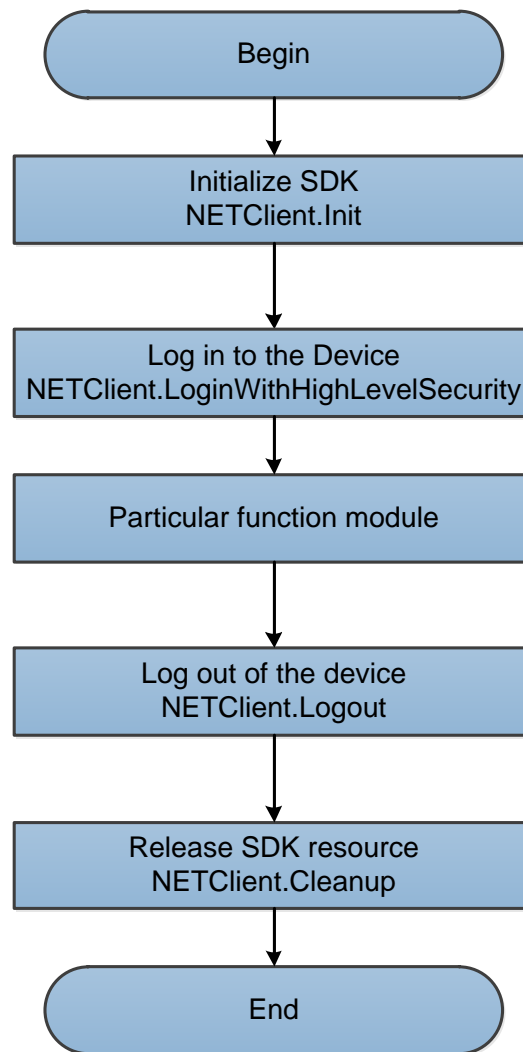 Begin
Initialize SDK
NETClient.Init
Log in to the Device
NETClient.LoginWithHighLevelSecurity
Particular function module
Log out of the device
NETClient.Logout
Release SDK resource
NETClient.Cleanup
End